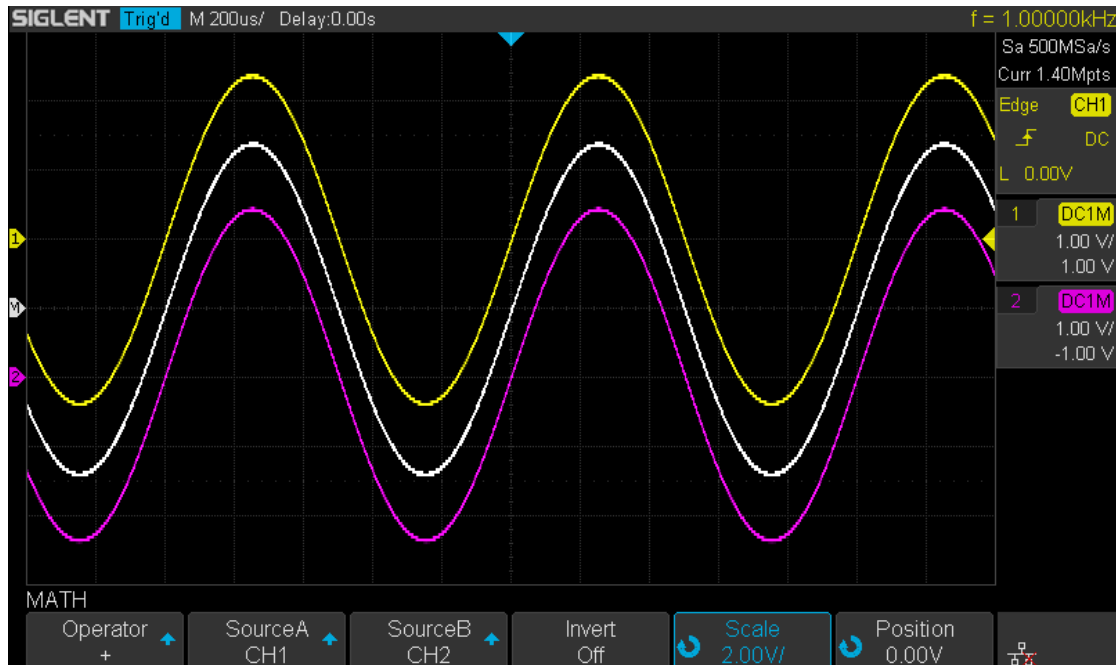 SIGLENT Trig'd M 200us/ Delay:0.00s f = 1.00000kHz
Sa 500MSa/s
Curr 1.40Mpts
Edge CH1
DC
L 0.00V
1 DC1M
1.00 V/
1.00 V
2 DC1M
1.00 V/
-1.00 V
1
M
2
MATH
Operator SourceA SourceB Invert Scale Position
+ CH1 CH2 Off 2.00V/ 0.00V